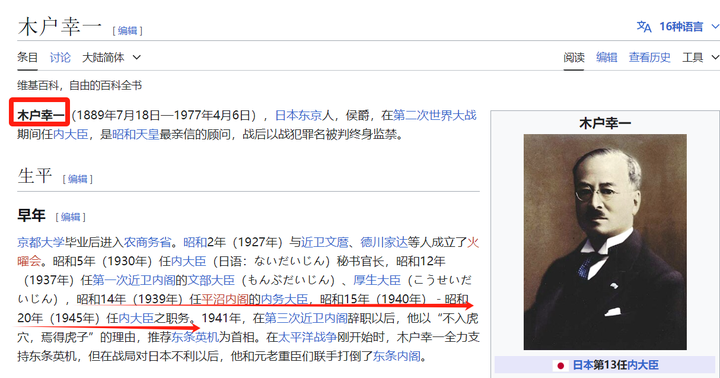 木户幸一 [编辑]
16种语言
条目 讨论 大陆简体
阅读 编辑 查看历史 工具
维基百科，自由的百科全书
木户幸一（1889年7月18日—1977年4月6日），日本东京人，侯爵，在第二次世界大战
期间任内大臣，是昭和天皇最亲信的顾问，战后以战犯罪名被判终身监禁。
生平 [编辑]
早年 [编辑]
京都大学毕业后进入农商务省。昭和2年（1927年）与近卫文麿、德川家达等人成立了火
曜会。昭和5年（1930年）任内大臣（日语：ないだいじん）秘书官长，昭和12年
（1937年）任第一次近卫内阁的文部大臣（もんぶだいじん）、厚生大臣（こうせいだ
いじん），昭和14年（1939年）任平沼内阁的内务大臣，昭和15年（1940年） - 昭和
20年（1945年）任内大臣之职务。1941年，在第三次近卫内阁辞职以后，他以“不入虎
穴，焉得虎子”的理由，推荐东条英机为首相。在太平洋战争刚开始时，木户幸一全力支
持东条英机，但在战局对日本不利以后，他和元老重臣们联手打倒了东条内阁。
木户幸一
日本第13任内大臣